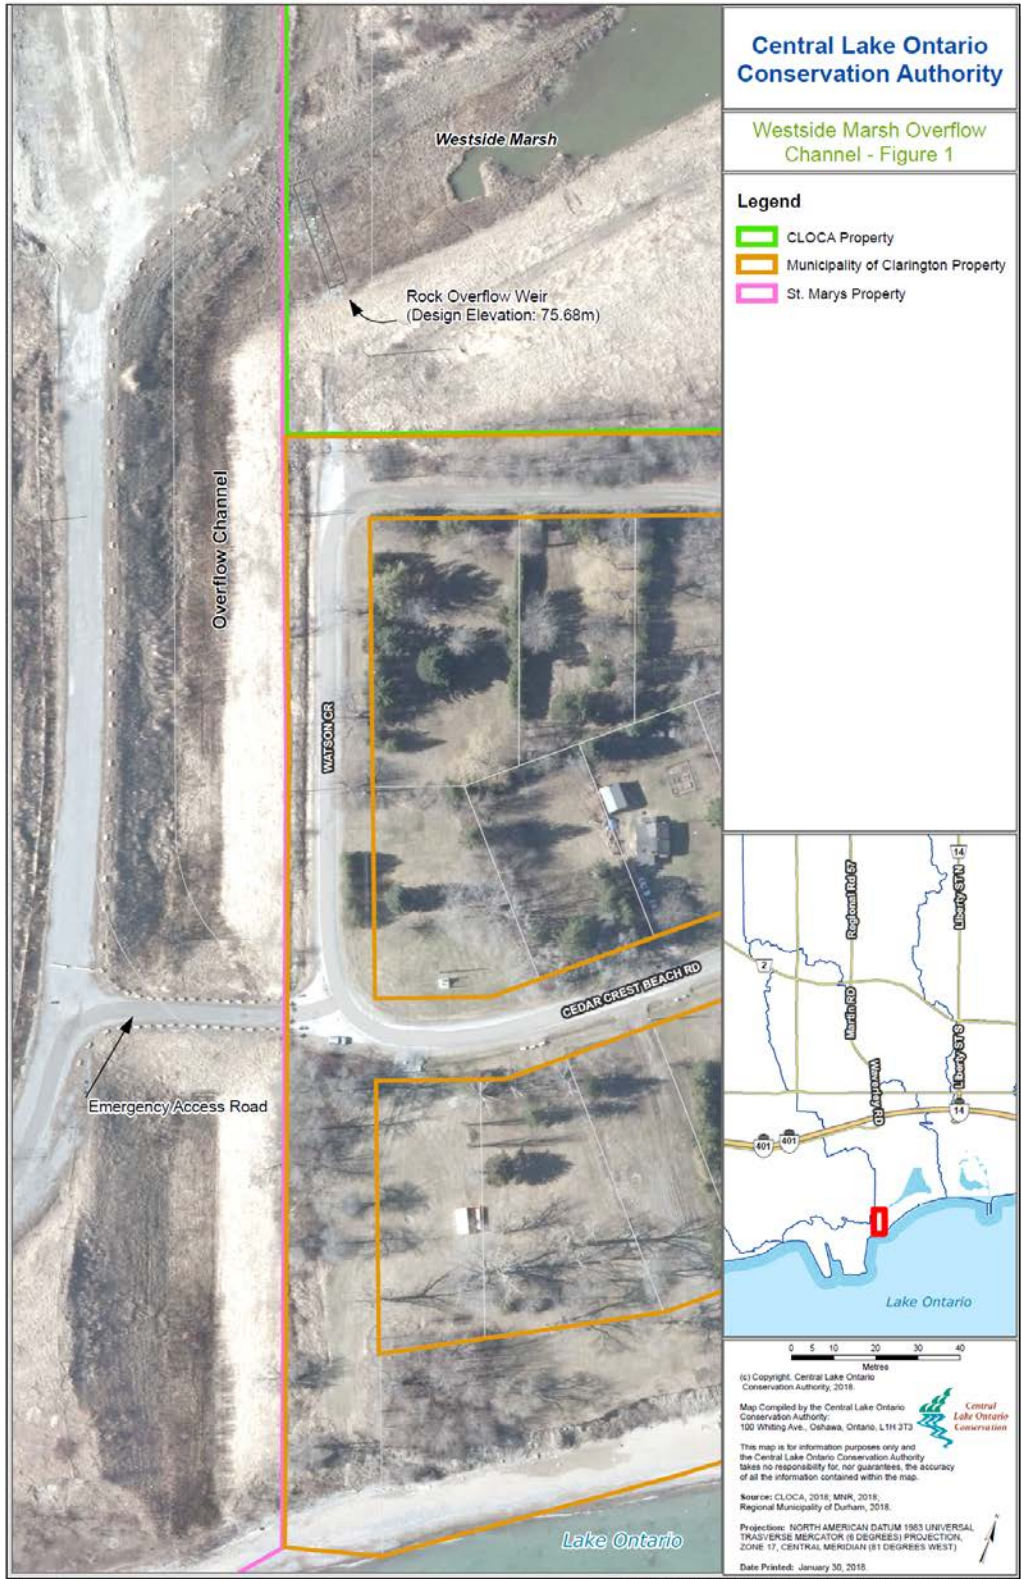 Central Lake Ontario
Conservation Authority
Westside Marsh Overflow
Channel - Figure 1
Legend
CLOCA Property
Municipality of Clarington Property
St. Marys Property
Westside Marsh
Rock Overflow Weir
(Design Elevation: 75.68m)
Overflow Channel
WATSON CR
CEDAR CREST BEACH RD
Emergency Access Road
Lake Ontario
Regional Rd 57
14
Liberty ST N
2
Martin RD
Liberty ST S
Waverley RD
14
401
401
Lake Ontario
0 5 10 20 30 40
Metres
(c) Copyright. Central Lake Ontario
Conservation Authority, 2018.
Map Compiled by the Central Lake Ontario
Conservation Authority:
100 Whiting Ave., Oshawa, Ontario, L1H 3T3
Central
Lake Ontario
Conservation
This map is for information purposes only and
the Central Lake Ontario Conservation Authority
takes no responsibility for, nor guarantees, the accuracy
of all the information contained within the map.
Source: CLOCA, 2018; MNR, 2018;
Regional Municipality of Durham, 2018.
Projection: NORTH AMERICAN DATUM 1983 UNIVERSAL
TRASVERSE MERCATOR (6 DEGREES) PROJECTION,
ZONE 17, CENTRAL MERIDIAN (81 DEGREES WEST)
N
Date Printed: January 30, 2018.